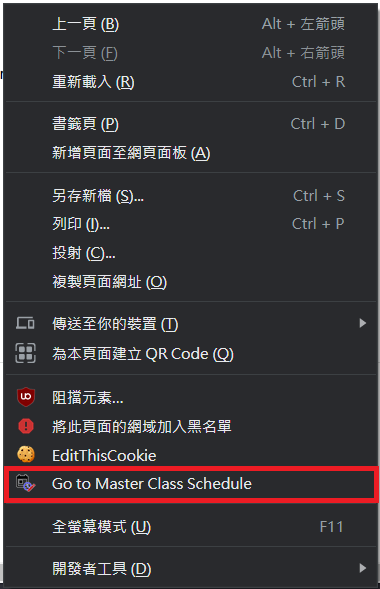 上一頁 (B) Alt + 左箭頭
下一頁 (F) Alt + 右箭頭
重新載入 (R) Ctrl + R
書籤頁 (P) Ctrl + D
新增頁面至網頁面板 (A)
另存新檔 (S)... Ctrl + S
列印 (I)... Ctrl + P
投射 (C)...
複製頁面網址 (O)
傳送至你的裝置 (T)
為本頁面建立 QR Code (Q)
阻擋元素...
將此頁面的網域加入黑名單
EditThisCookie
Go to Master Class Schedule
全螢幕模式 (U) F11
開發者工具 (D)